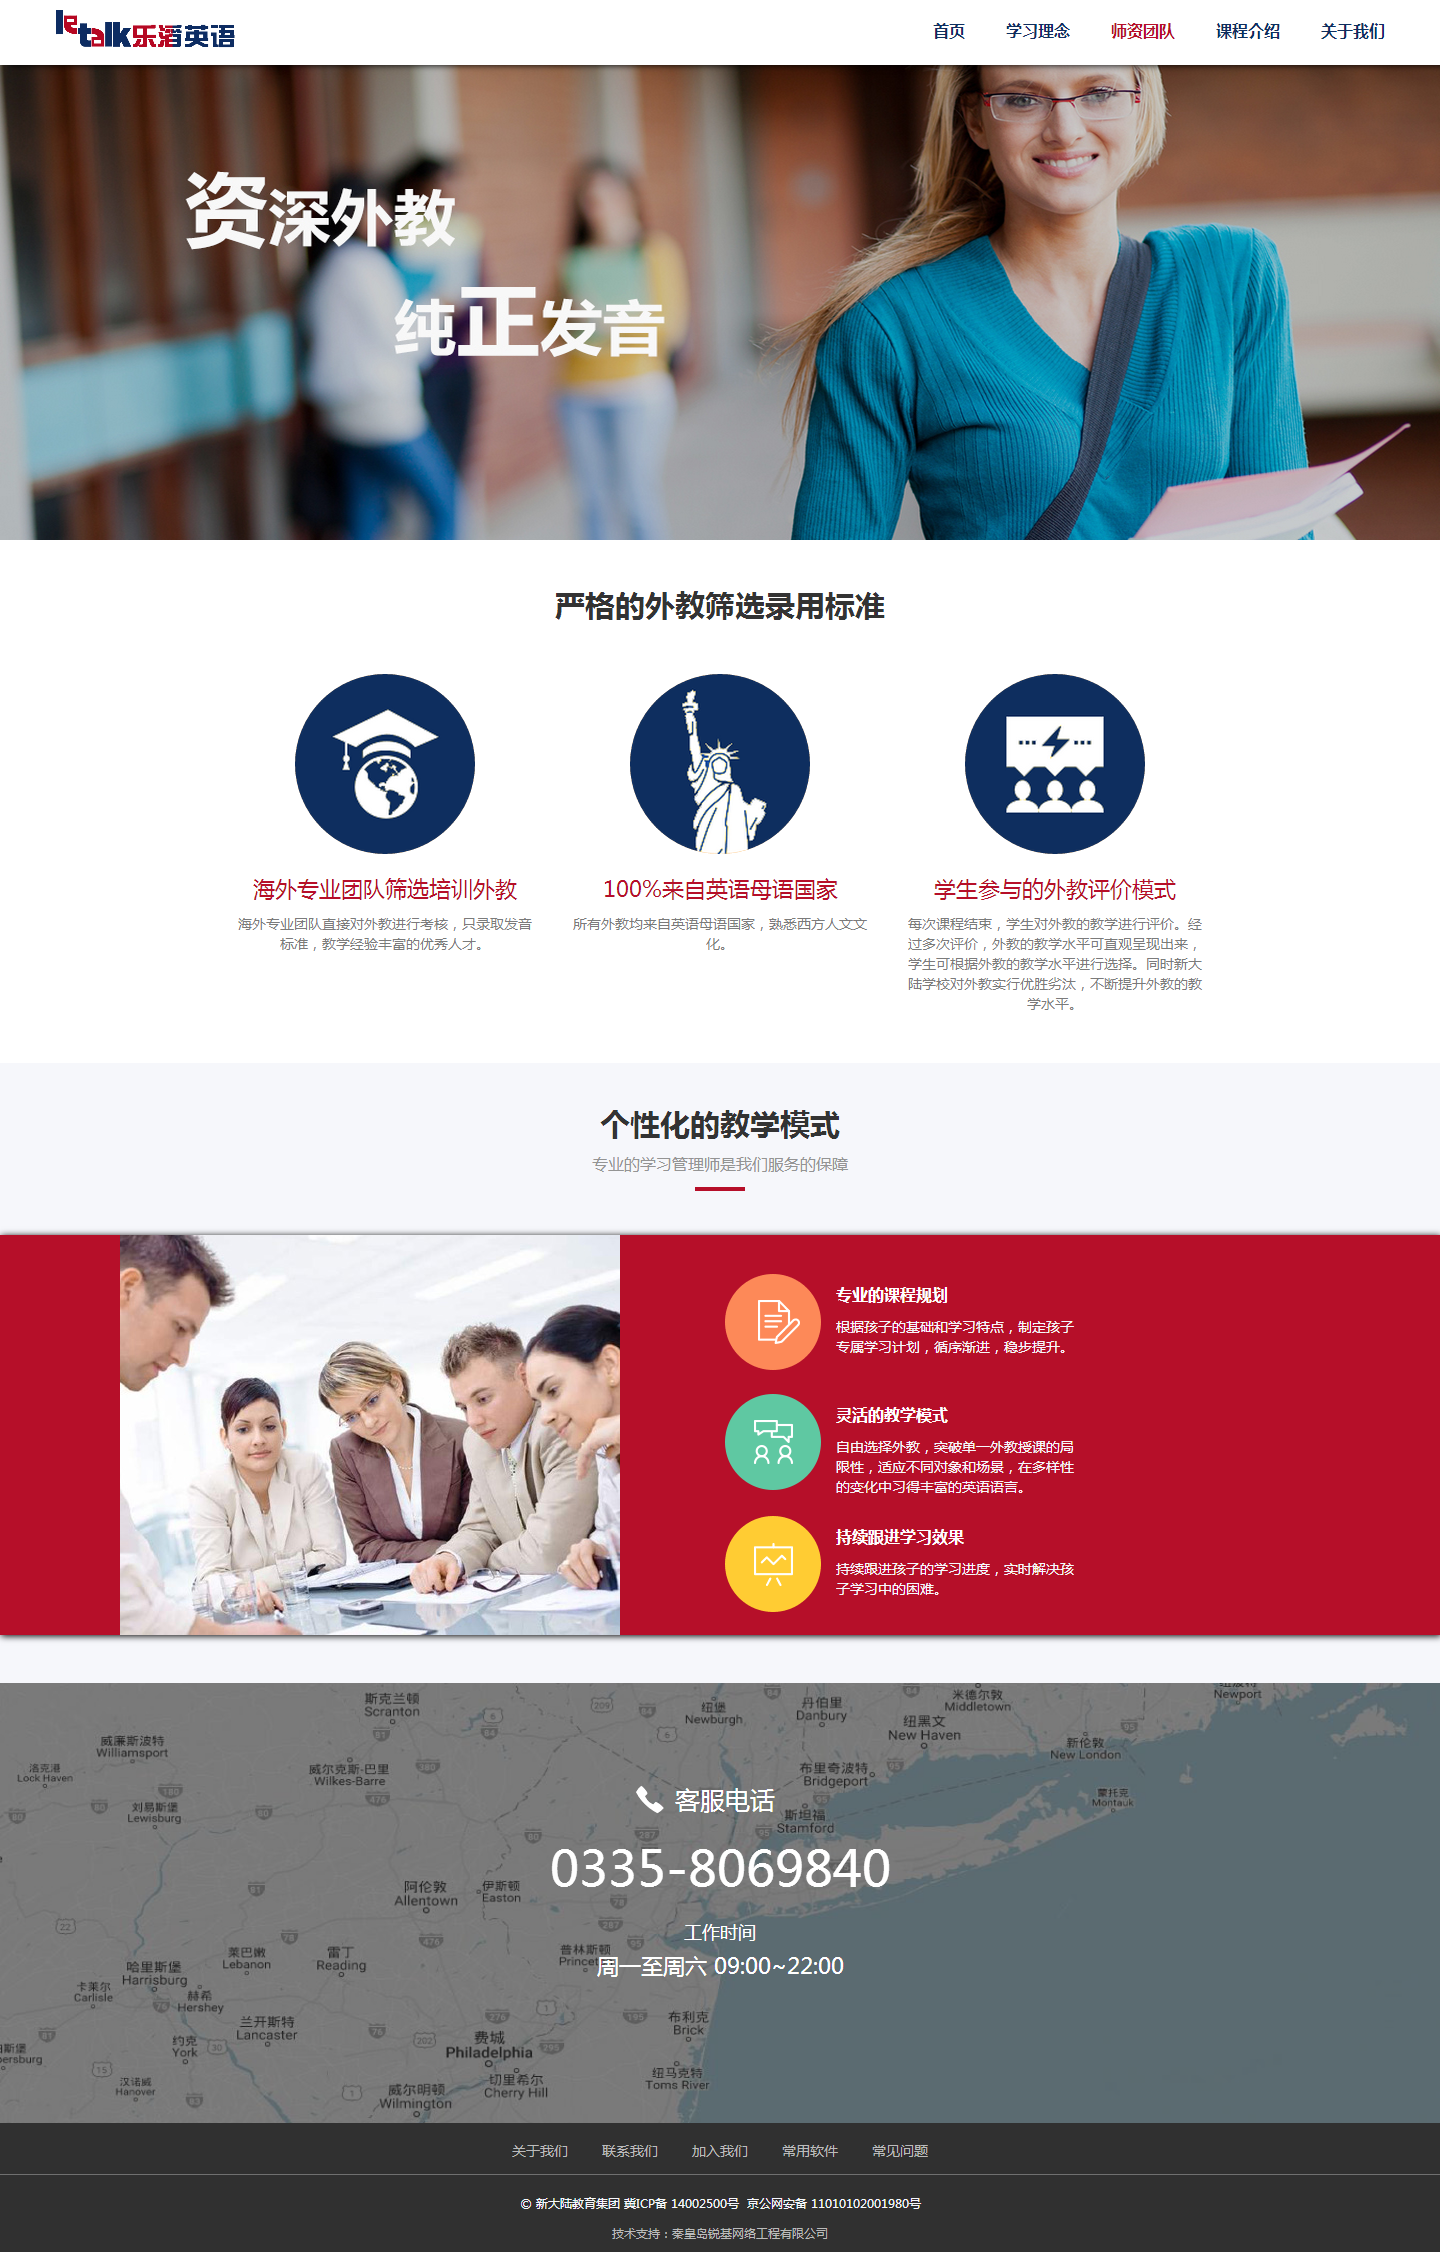 letalk乐滔英语
首页 学习理念 师资团队 课程介绍 关于我们
资深外教
纯正发音
严格的外教筛选录用标准
海外专业团队筛选培训外教
海外专业团队直接对外教进行考核，只录取发音
标准，教学经验丰富的优秀人才。
100%来自英语母语国家
所有外教均来自英语母语国家，熟悉西方人文文
化。
学生参与的外教评价模式
每次课程结束，学生对外教的教学进行评价。经
过多次评价，外教的教学水平可直观呈现出来，
学生可根据外教的教学水平进行选择。同时新大
陆学校对外教实行优胜劣汰，不断提升外教的教
学水平。
个性化的教学模式
专业的学习管理师是我们服务的保障
专业的课程规划
根据孩子的基础和学习特点，制定孩子
专属学习计划，循序渐进，稳步提升。
灵活的教学模式
自由选择外教，突破单一外教授课的局
限性，适应不同对象和场景，在多样性
的变化中习得丰富的英语语言。
持续跟进学习效果
持续跟进孩子的学习进度，实时解决孩
子学习中的困难。
斯克兰顿
Scranton
纽堡
Newburgh
丹伯里
Danbury
米德尔敦
Middletown
Newport
纽黑文
New Haven
新伦敦
New London
威廉斯波特
Williamsport
洛克港
Lock Haven
威尔克斯-巴里
Wilkes-Barre
布里奇波特
Bridgeport
蒙托克
Montauk
刘易斯堡
Lewisburg
斯坦福
Stamford
客服电话
0335-8069840
阿伦敦
Allentown
伊斯顿
Easton
工作时间
周一至周六 09:00~22:00
哈里斯堡
Harrisburg
莱巴嫩
Lebanon
雷丁
Reading
普林斯顿
卡莱尔
Carlisle
赫希
Hershey
兰开斯特
Lancaster
约克
York
布利克
Brick
费城
Philadelphia
汉诺威
Hanover
威尔明顿
Wilmington
切里希尔
Cherry Hill
纽马克特
Toms River
关于我们 联系我们 加入我们 常用软件 常见问题
© 新大陆教育集团 冀ICP备 14002500号 京公网安备 11010102001980号
技术支持：秦皇岛锐基网络工程有限公司